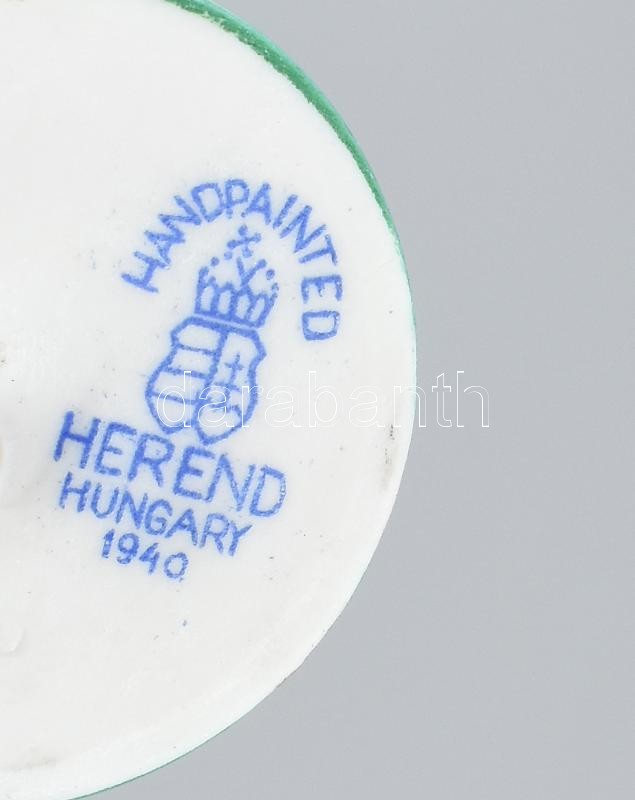 HANDPAINTED
HEREND
HUNGARY
1940
darabanth